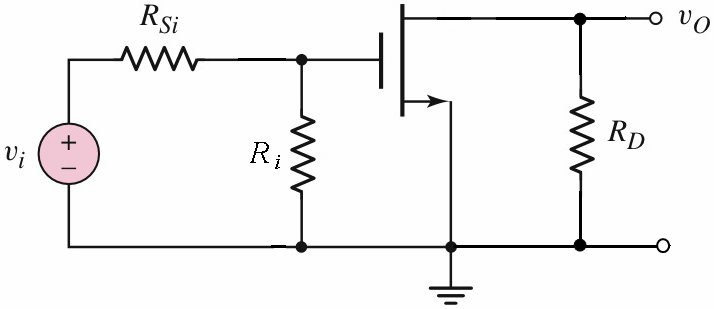 R_Si
v_O
+
−
v_i
R_i
R_D